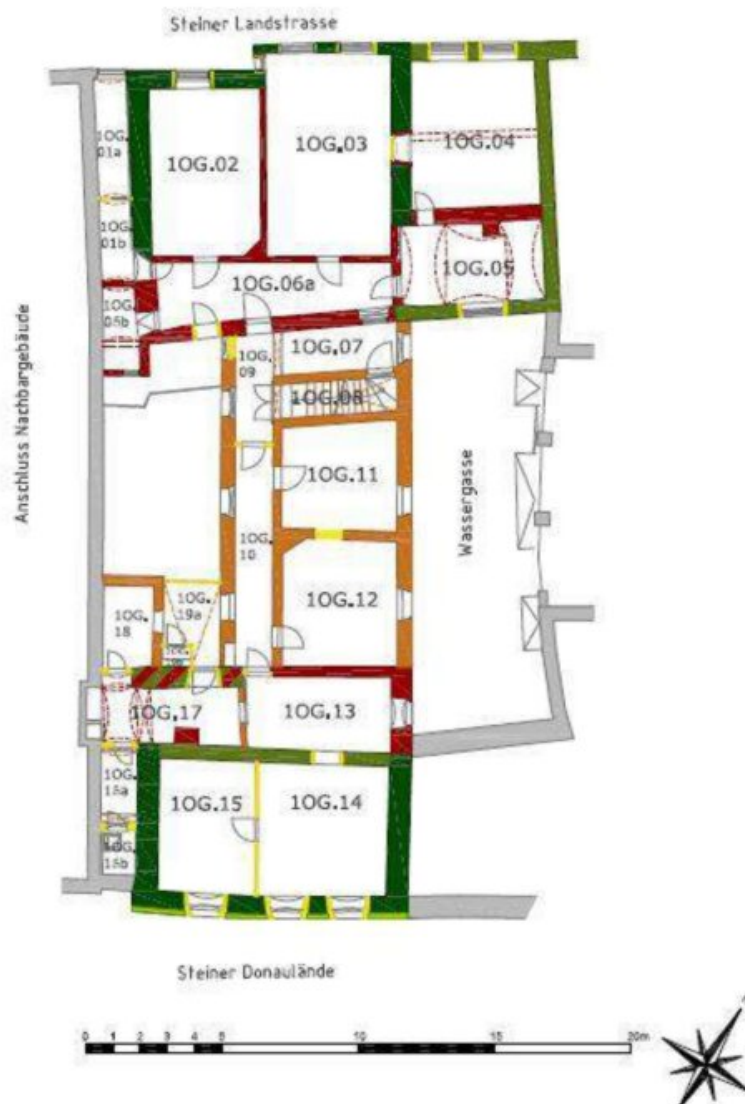 Steiner Landstrasse
1OG.
01a
1OG.02
1OG.03
1OG.04
1OG.
01b
1OG.05
1OG.06a
1OG.
06b
1OG.07
1OG.
09
1OG.08
Anschluss Nachbargebäude
1OG.11
Wassergasse
1OG.
10
1OG.12
1OG.
18
1OG.
19a
1OG.17
1OG.13
1OG.
16a
1OG.15
1OG.14
1OG.
16b
Steiner Donaulände
0 1 2 3 4 5 10 15 20m